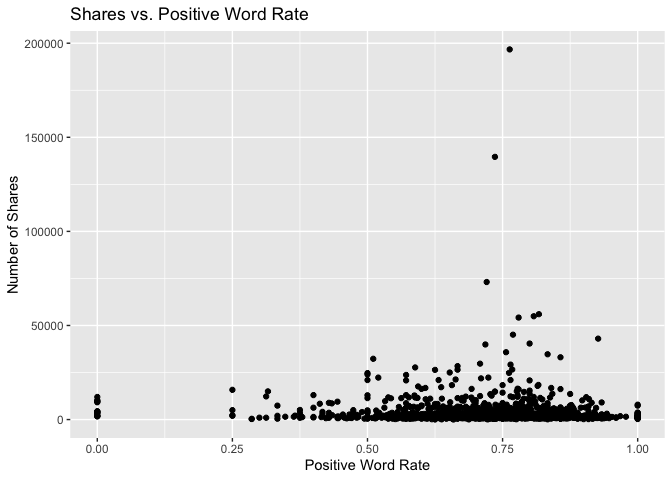 Shares vs. Positive Word Rate
200000
150000
100000
50000
0
Number of Shares
0.00 0.25 0.50 0.75 1.00
Positive Word Rate